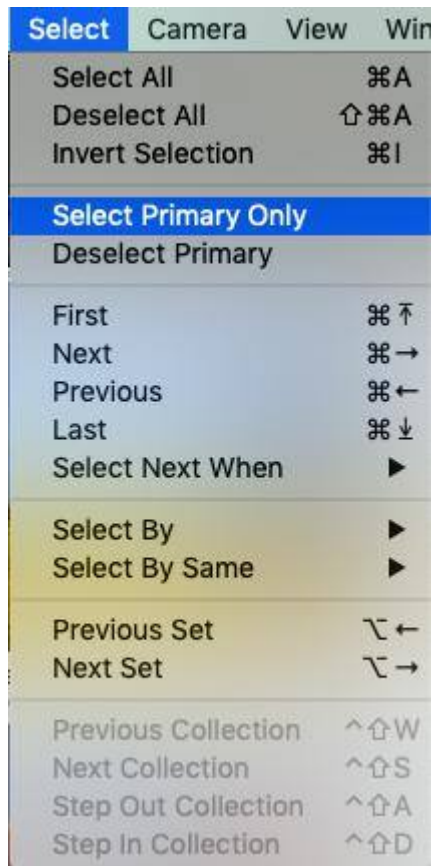 Select Camera View Win
Select All ⌘A
Deselect All ⇧⌘A
Invert Selection ⌘I
Select Primary Only
Deselect Primary
First ⌘⤒
Next ⌘→
Previous ⌘←
Last ⌘⤓
Select Next When ▶
Select By ▶
Select By Same ▶
Previous Set ⌥←
Next Set ⌥→
Previous Collection ^⇧W
Next Collection ^⇧S
Step Out Collection ^⇧A
Step In Collection ^⇧D